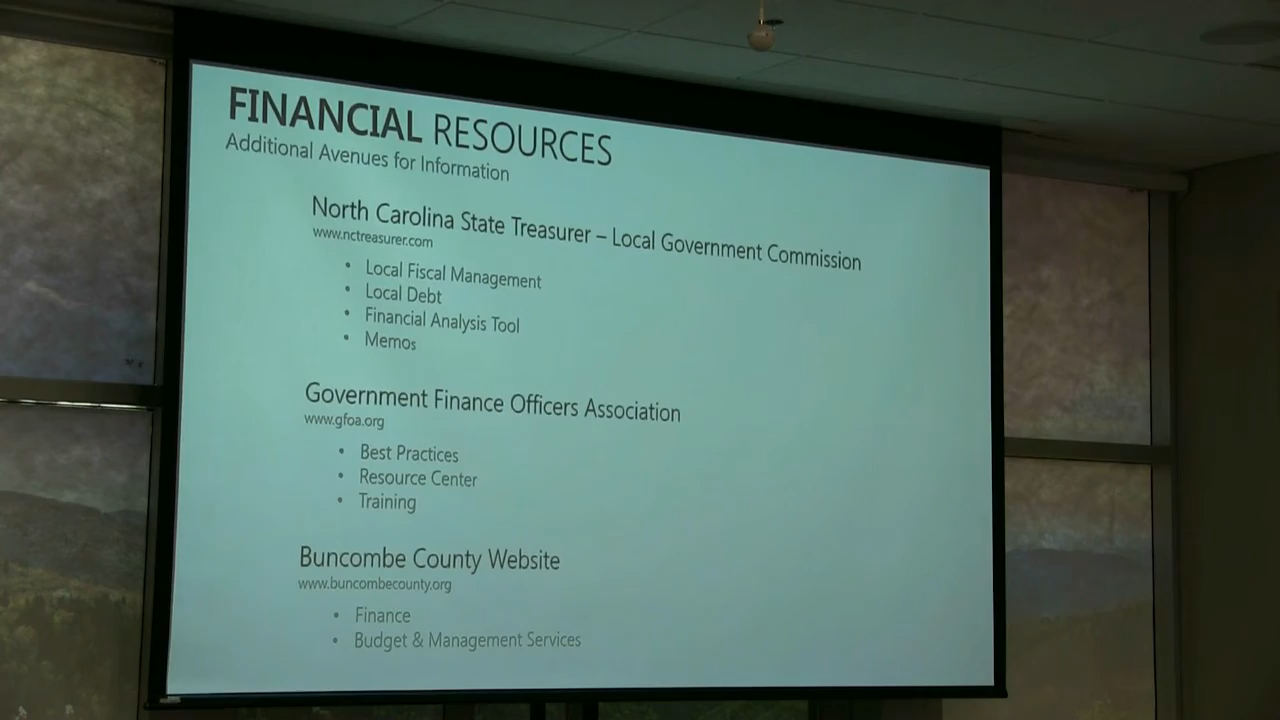 FINANCIAL RESOURCES
Additional Avenues for Information
North Carolina State Treasurer – Local Government Commission
www.nctreasurer.com
• Local Fiscal Management
• Local Debt
• Financial Analysis Tool
• Memos
Government Finance Officers Association
www.gfoa.org
• Best Practices
• Resource Center
• Training
Buncombe County Website
www.buncombecounty.org
• Finance
• Budget & Management Services